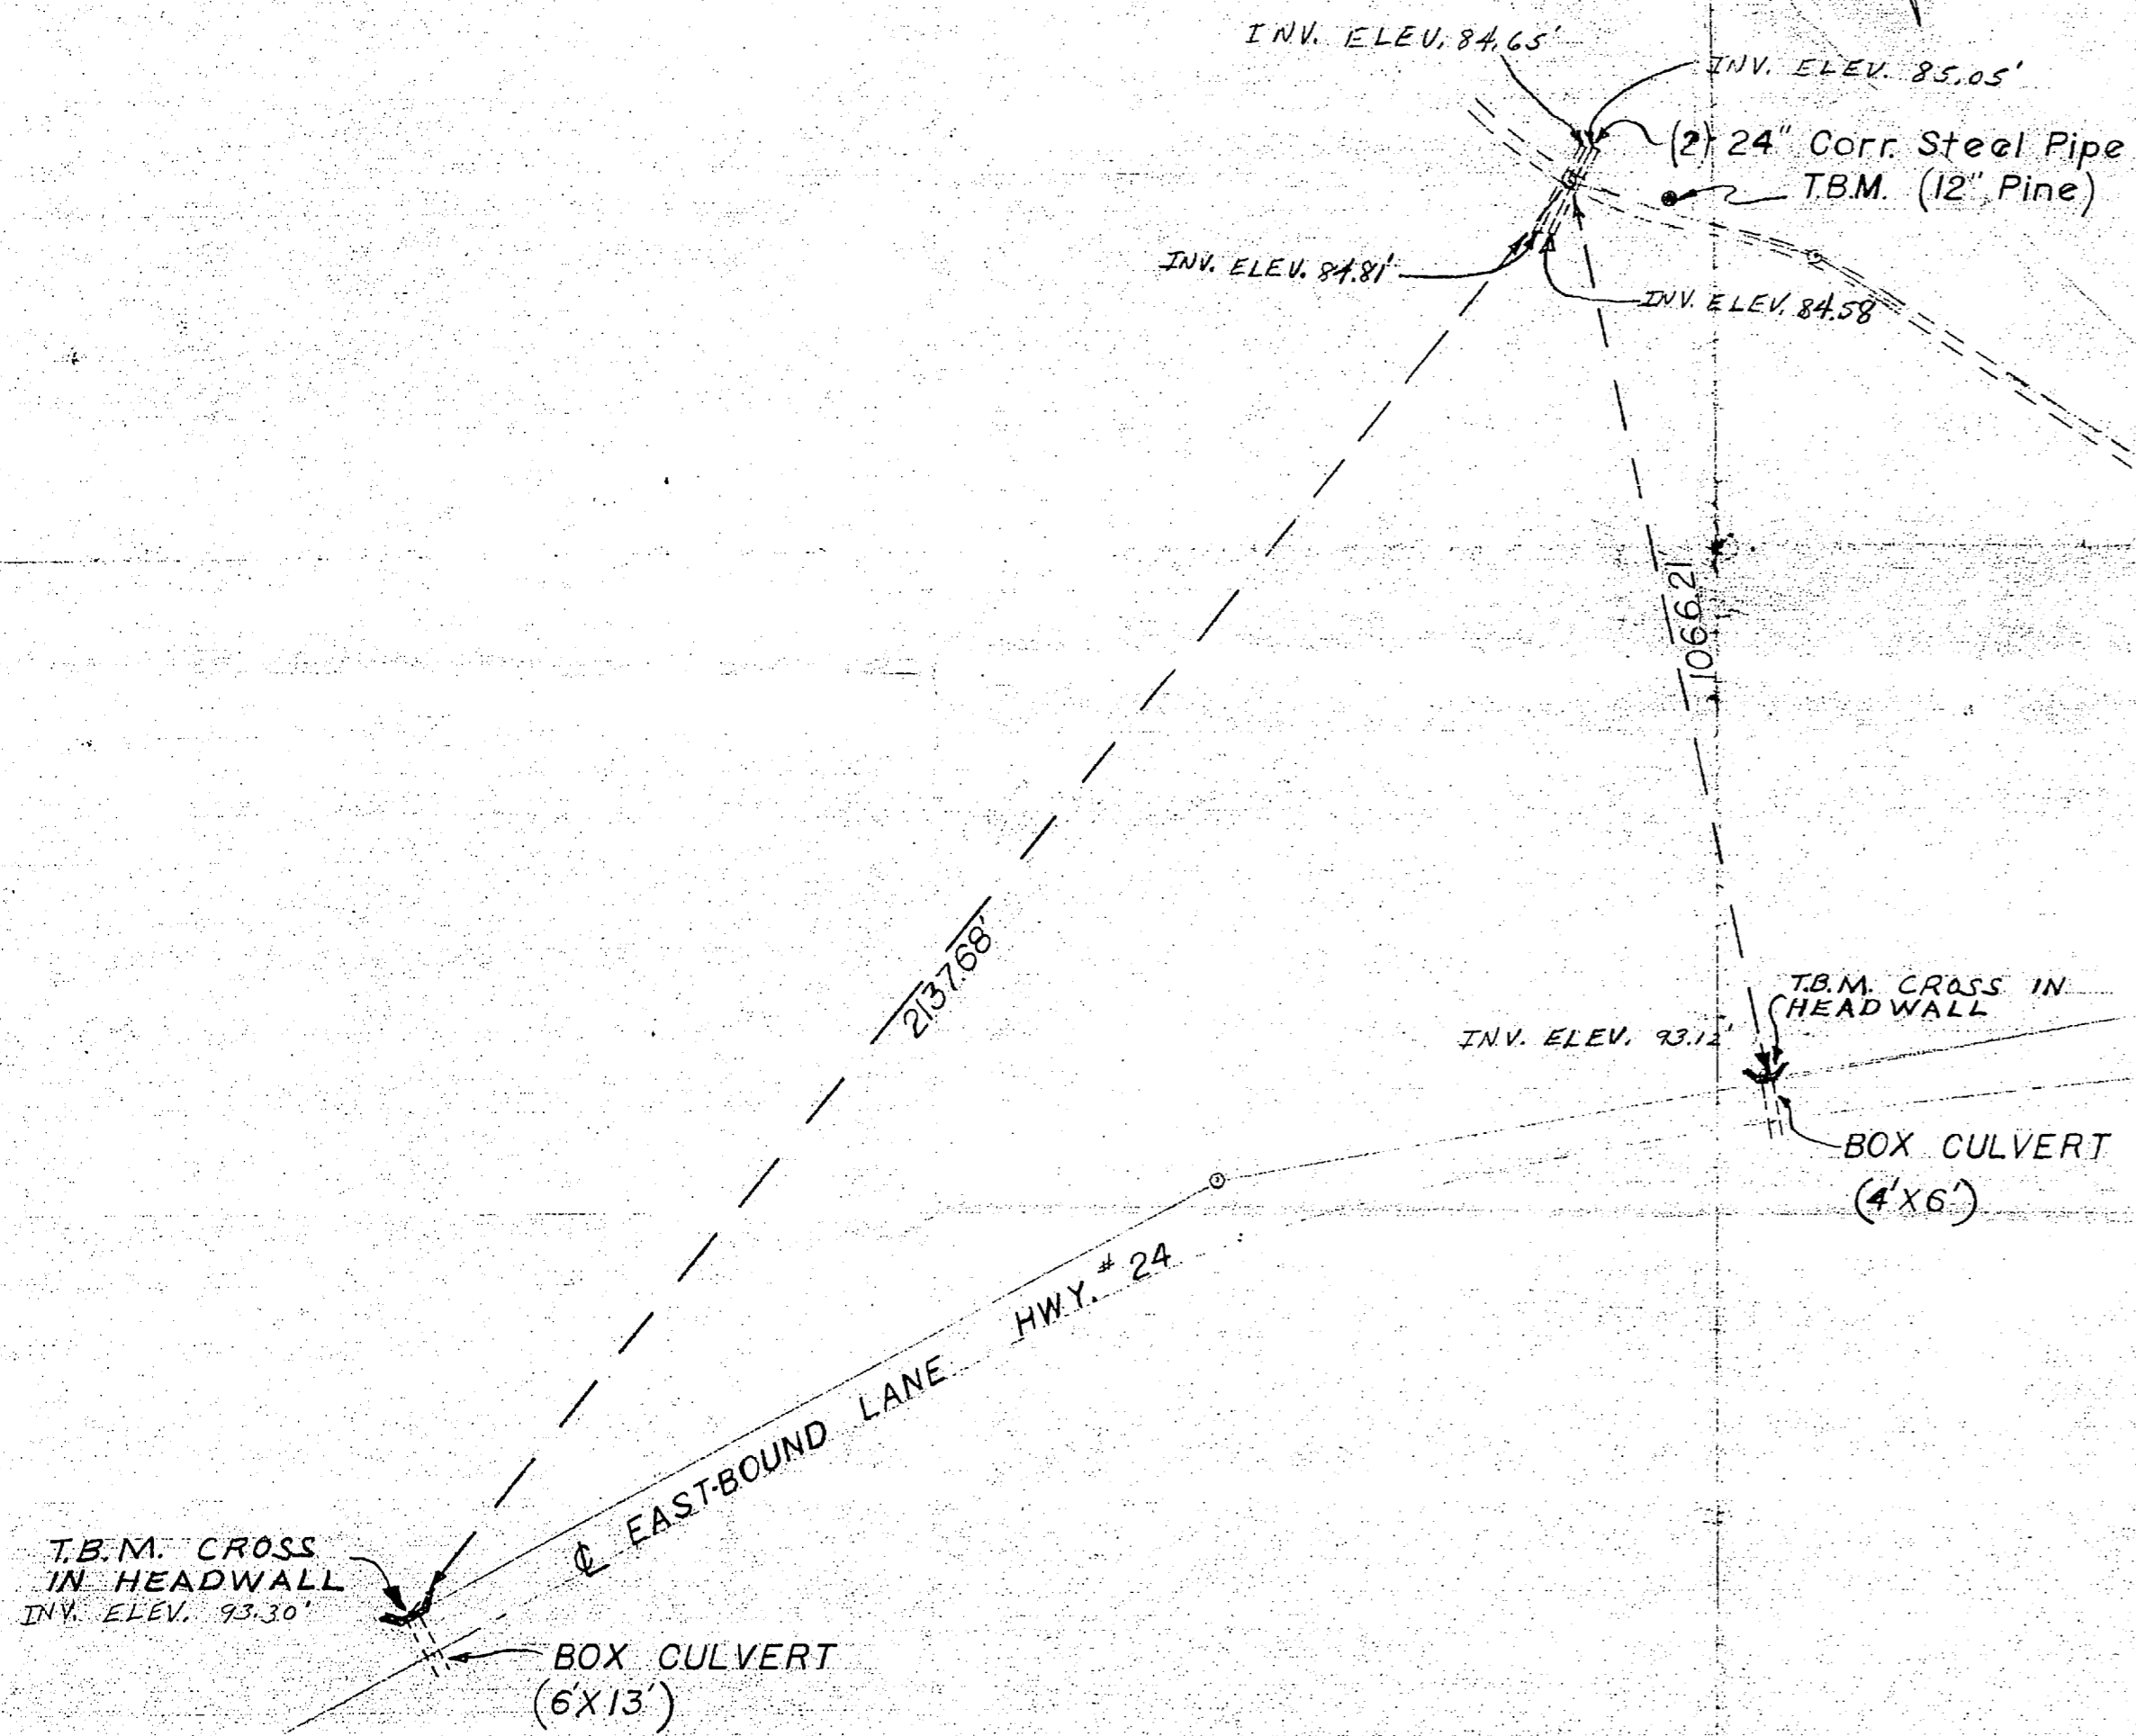 INV. ELEV. 84.65'
INV. ELEV. 85.05'
(2) 24" Corr. Steel Pipe
T.B.M. (12" Pine)
INV. ELEV. 84.81'
INV. ELEV. 84.58
1066.21'
2137.68'
T.B.M. CROSS IN
HEADWALL
INV. ELEV. 93.12'
BOX CULVERT
(4'X6')
HWY. # 24
℄ EAST-BOUND LANE
T.B.M. CROSS
IN HEADWALL
INV. ELEV. 93.30'
BOX CULVERT
(6'X13')